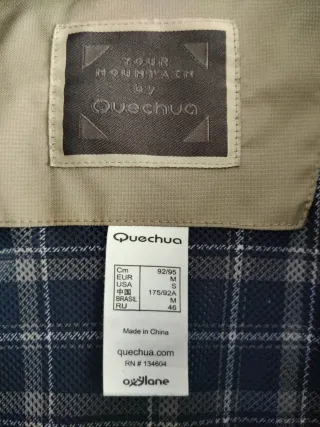 YOUR
MOUNTAIN
by
Quechua
Quechua
Cm 92/95
EUR M
USA S
中国 175/92A
BRASIL M
RU 46
Made in China
quechua.com
RN # 134604
oxylane